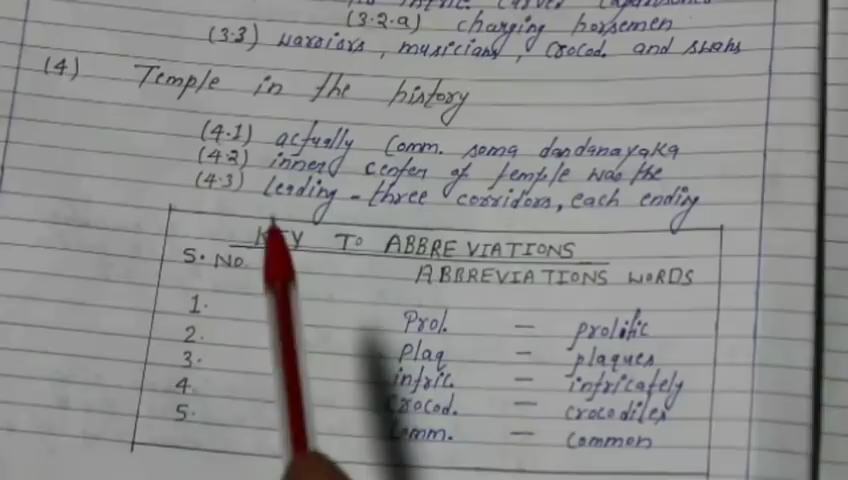 (3.2.a) charging horsemen
(3.3) warriors, musicians, crocod. and swans
(4) Temple in the history
(4.1) actually Comm. soma dandanayaka
(4.2) inner center of temple was the
(4.3) leading - three corridors, each ending
KEY TO ABBREVIATIONS
S. No. ABBREVIATIONS WORDS
1. Prol. - prolific
2. plaq - plaques
3. intric. - intricately
4. crocod. - crocodiles
5. comm. - common